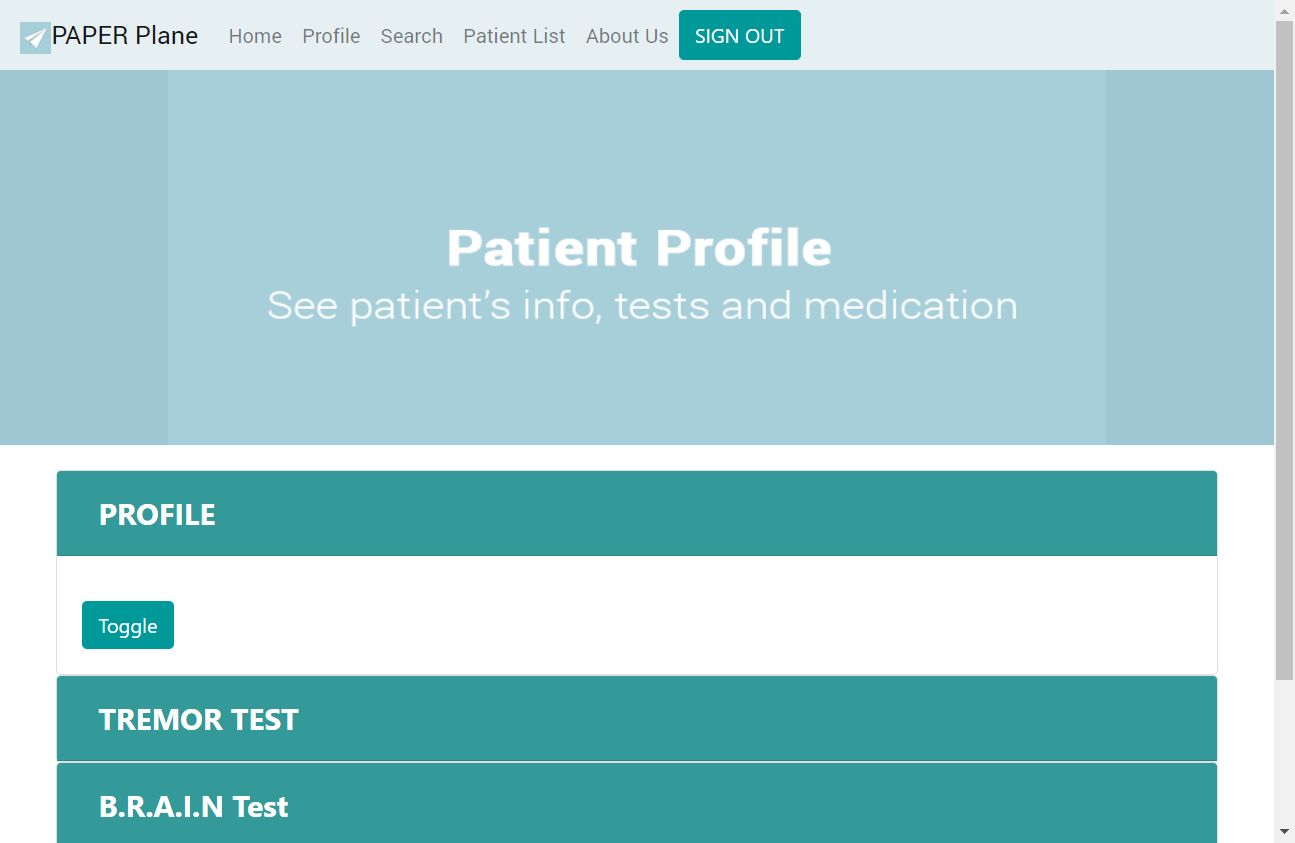 PAPER Plane Home Profile Search Patient List About Us SIGN OUT
Patient Profile
See patient's info, tests and medication
PROFILE
Toggle
TREMOR TEST
B.R.A.I.N Test